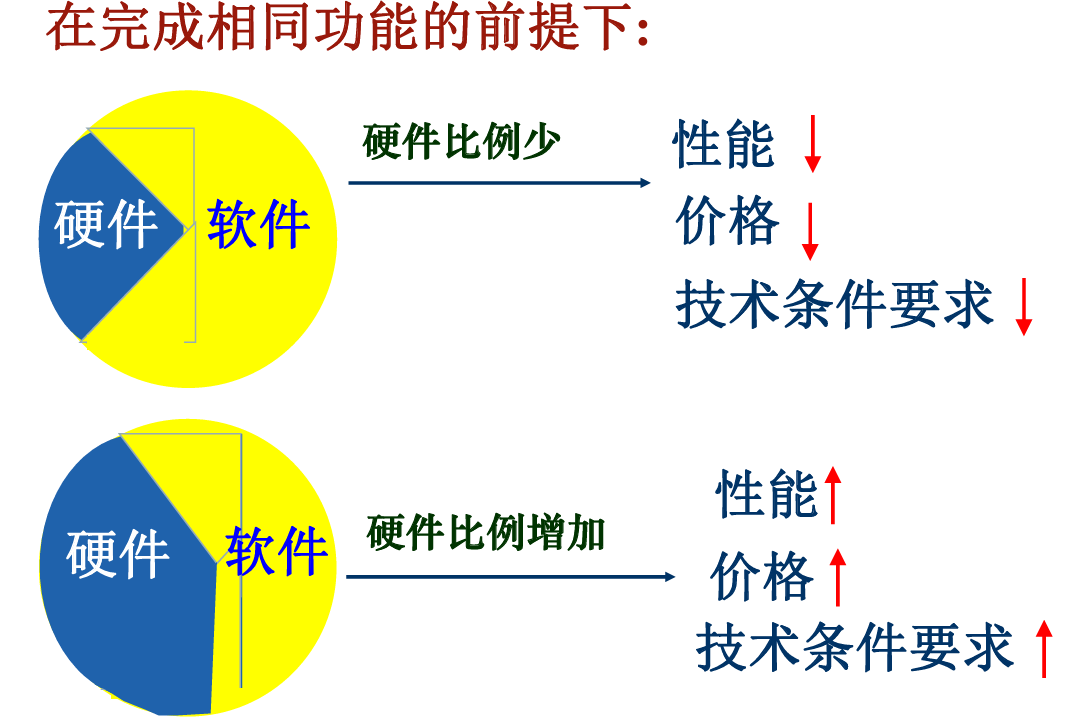 在完成相同功能的前提下:
硬件
软件
硬件比例少
性能
价格
技术条件要求
硬件
软件
硬件比例增加
性能
价格
技术条件要求